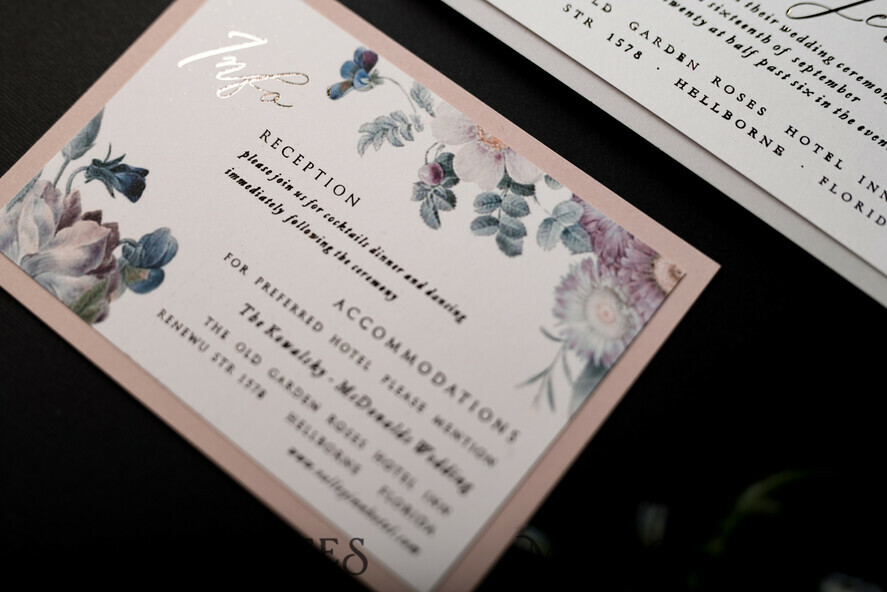 Info
RECEPTION
please join us for cocktails dinner and dancing
immediately following the ceremony
ACCOMMODATIONS
FOR PREFERRED HOTEL PLEASE MENTION
The Kowalsky - McDonalds Wedding
THE OLD GARDEN ROSES HOTEL INN
RENEWU STR 1578 HELLBORNE FLORIDA
their wedding ceremony
sixteenth of september
twenty at half past six in the evening
OLD GARDEN ROSES HOTEL INN
STR 1578 . HELLBORNE . FLORID